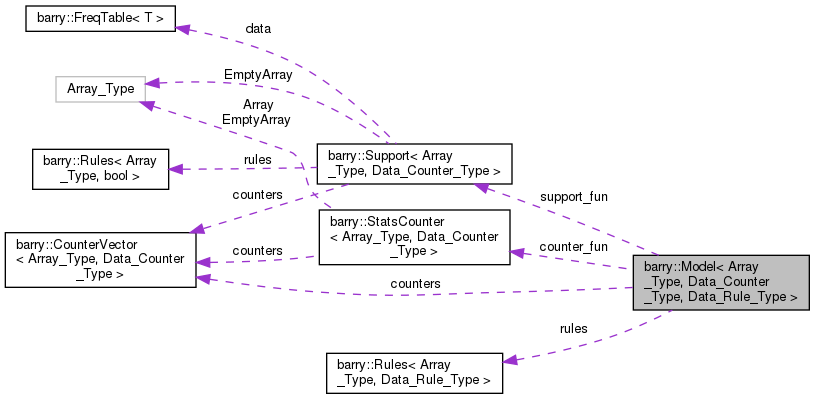 barry::FreqTable< T >
data
EmptyArray
Array_Type
Array
EmptyArray
barry::Rules< Array
_Type, bool >
rules
barry::Support< Array
_Type, Data_Counter_Type >
counters
support_fun
barry::StatsCounter
< Array_Type, Data_Counter
_Type >
barry::CounterVector
< Array_Type, Data_Counter
_Type >
counters
counter_fun
barry::Model< Array
_Type, Data_Counter
_Type, Data_Rule_Type >
counters
rules
barry::Rules< Array
_Type, Data_Rule_Type >